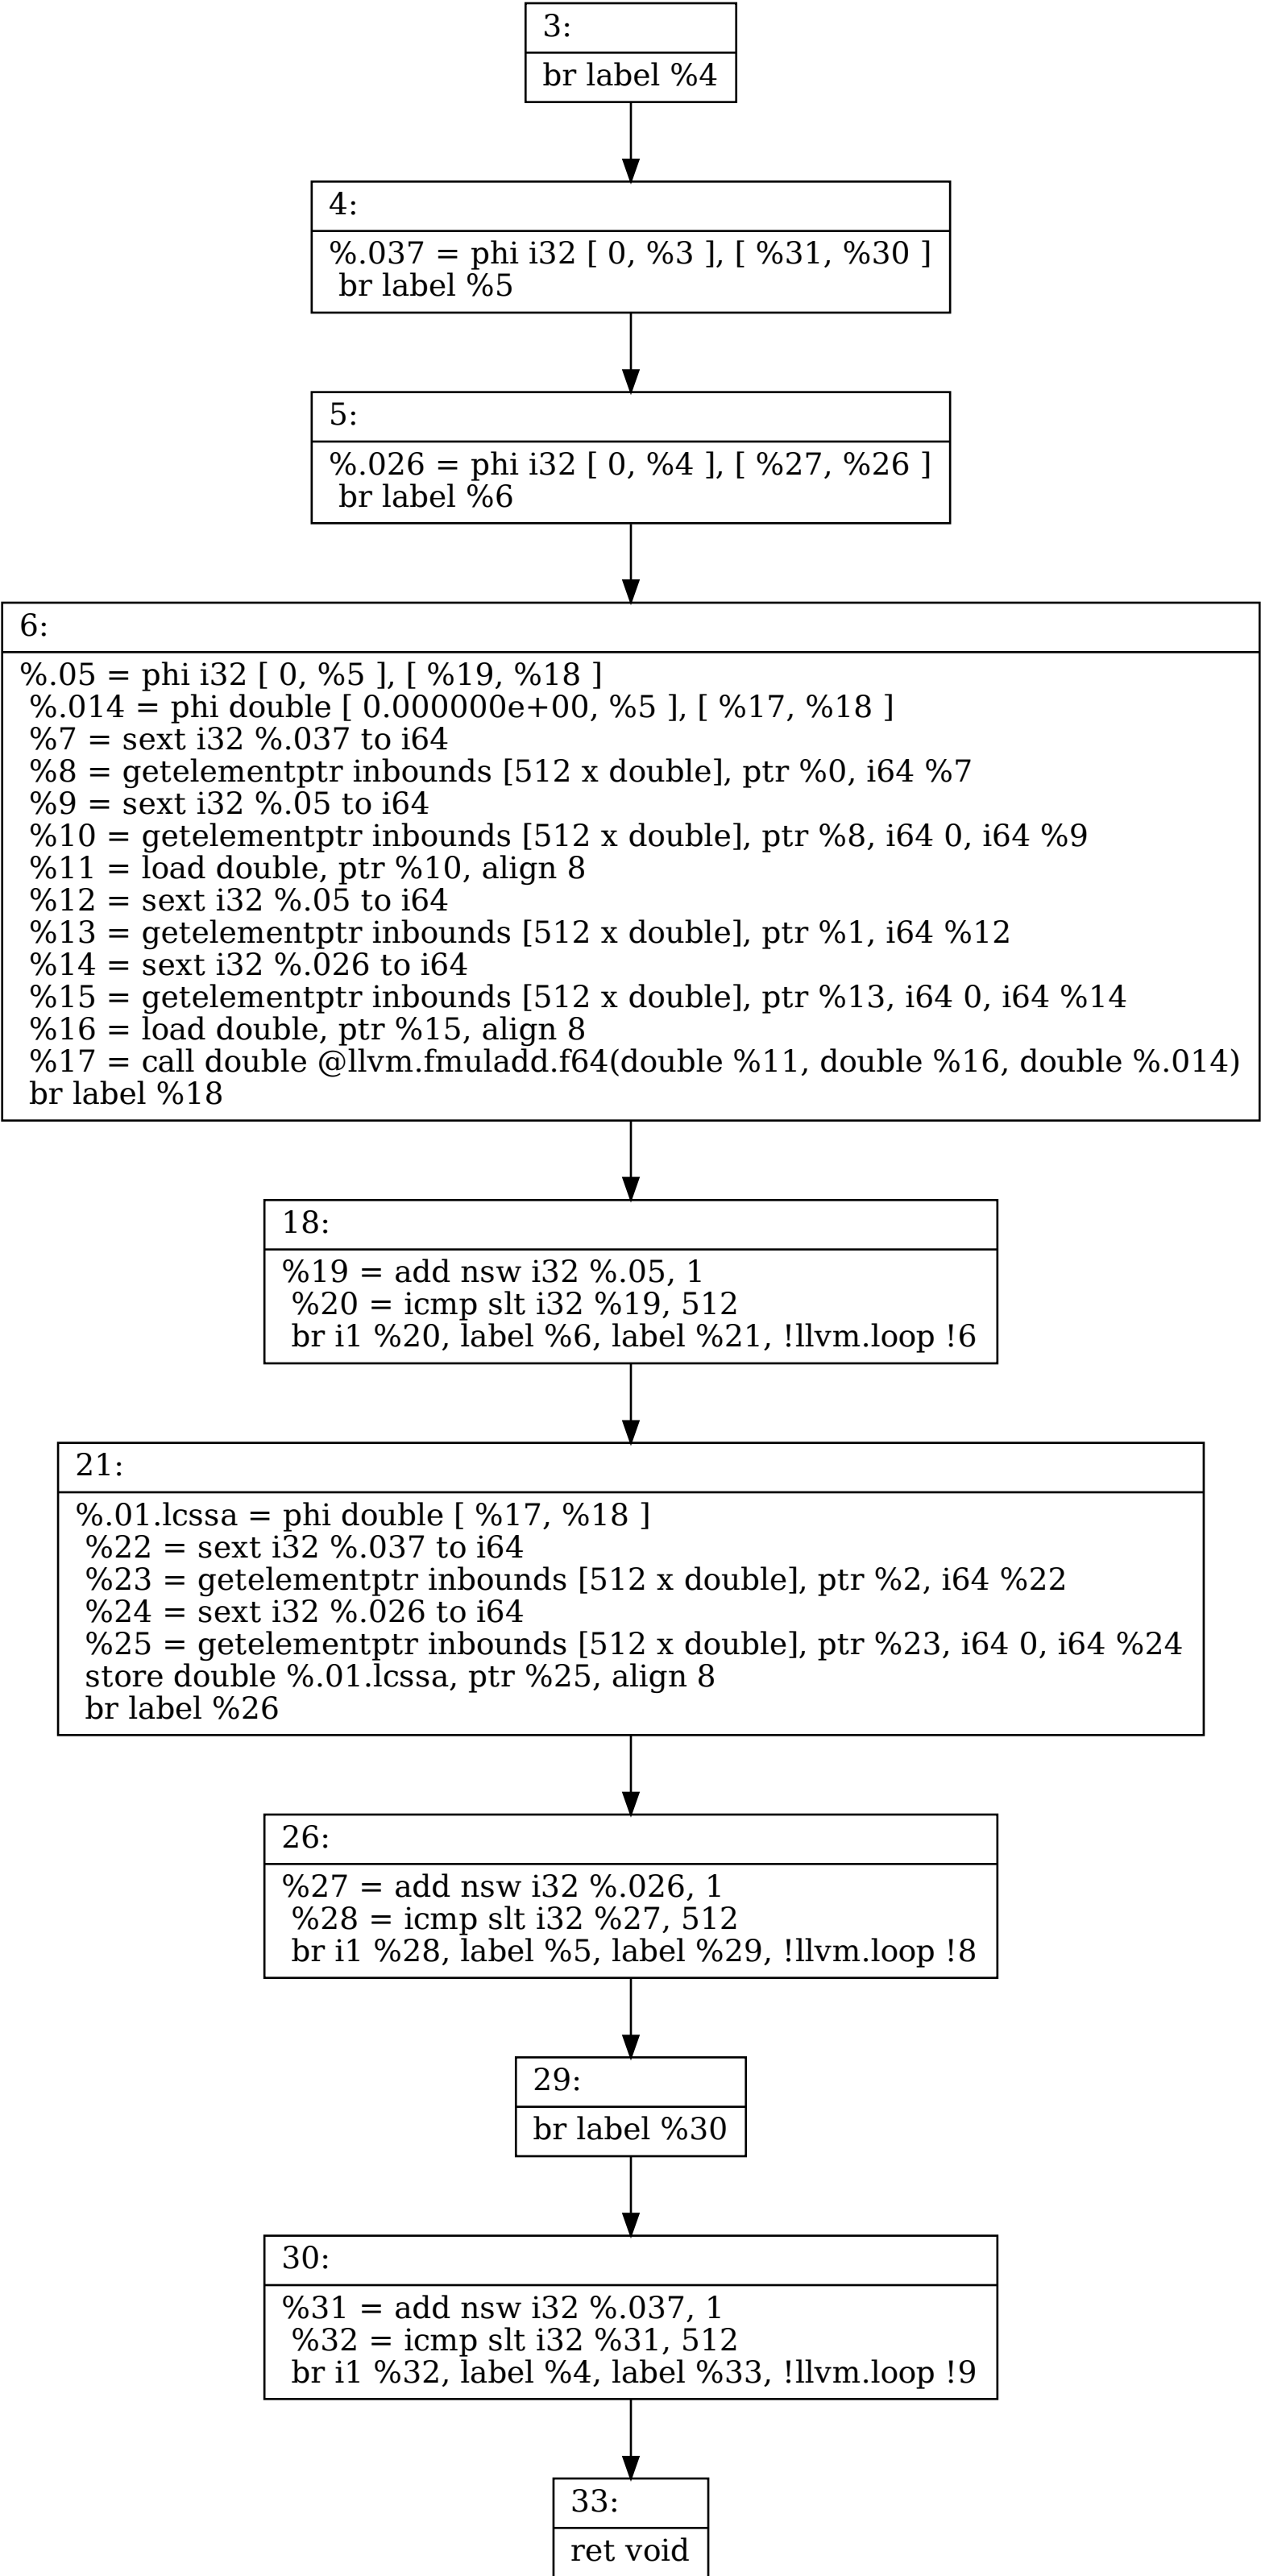 3:
br label %4
4:
%.037 = phi i32 [ 0, %3 ], [ %31, %30 ]
br label %5
5:
%.026 = phi i32 [ 0, %4 ], [ %27, %26 ]
br label %6
6:
%.05 = phi i32 [ 0, %5 ], [ %19, %18 ]
%.014 = phi double [ 0.000000e+00, %5 ], [ %17, %18 ]
%7 = sext i32 %.037 to i64
%8 = getelementptr inbounds [512 x double], ptr %0, i64 %7
%9 = sext i32 %.05 to i64
%10 = getelementptr inbounds [512 x double], ptr %8, i64 0, i64 %9
%11 = load double, ptr %10, align 8
%12 = sext i32 %.05 to i64
%13 = getelementptr inbounds [512 x double], ptr %1, i64 %12
%14 = sext i32 %.026 to i64
%15 = getelementptr inbounds [512 x double], ptr %13, i64 0, i64 %14
%16 = load double, ptr %15, align 8
%17 = call double @llvm.fmuladd.f64(double %11, double %16, double %.014)
br label %18
18:
%19 = add nsw i32 %.05, 1
%20 = icmp slt i32 %19, 512
br i1 %20, label %6, label %21, !llvm.loop !6
21:
%.01.lcssa = phi double [ %17, %18 ]
%22 = sext i32 %.037 to i64
%23 = getelementptr inbounds [512 x double], ptr %2, i64 %22
%24 = sext i32 %.026 to i64
%25 = getelementptr inbounds [512 x double], ptr %23, i64 0, i64 %24
store double %.01.lcssa, ptr %25, align 8
br label %26
26:
%27 = add nsw i32 %.026, 1
%28 = icmp slt i32 %27, 512
br i1 %28, label %5, label %29, !llvm.loop !8
29:
br label %30
30:
%31 = add nsw i32 %.037, 1
%32 = icmp slt i32 %31, 512
br i1 %32, label %4, label %33, !llvm.loop !9
33:
ret void